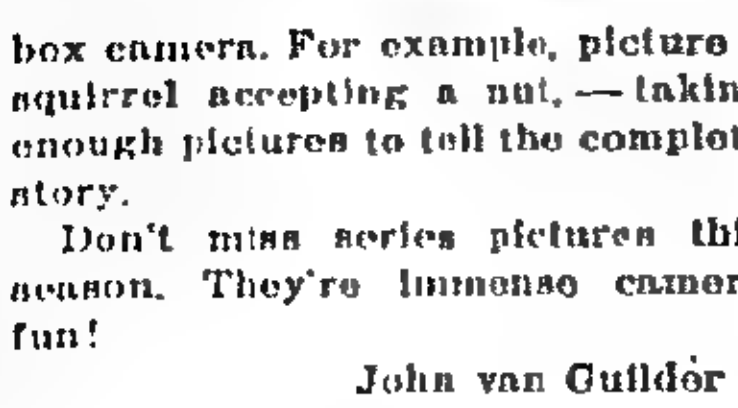 box camera. For example, picture
squirrel accepting a nut, — takin
enough pictures to tell the complet
story.
Don't miss series pictures thi
season. They're immense camer
fun!
John van Guilder